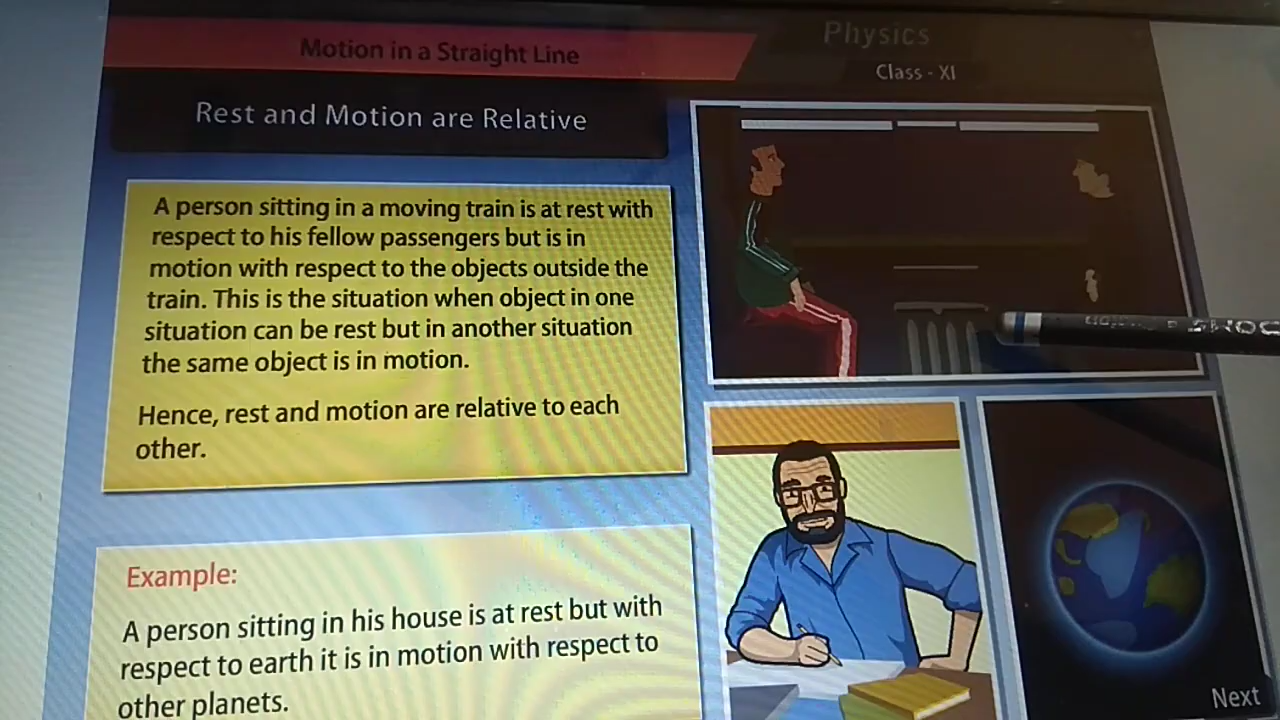 Motion in a Straight Line
Physics
Class - XI
Rest and Motion are Relative
A person sitting in a moving train is at rest with
respect to his fellow passengers but is in
motion with respect to the objects outside the
train. This is the situation when object in one
situation can be rest but in another situation
the same object is in motion.
Hence, rest and motion are relative to each
other.
Example:
A person sitting in his house is at rest but with
respect to earth it is in motion with respect to
other planets.
Next